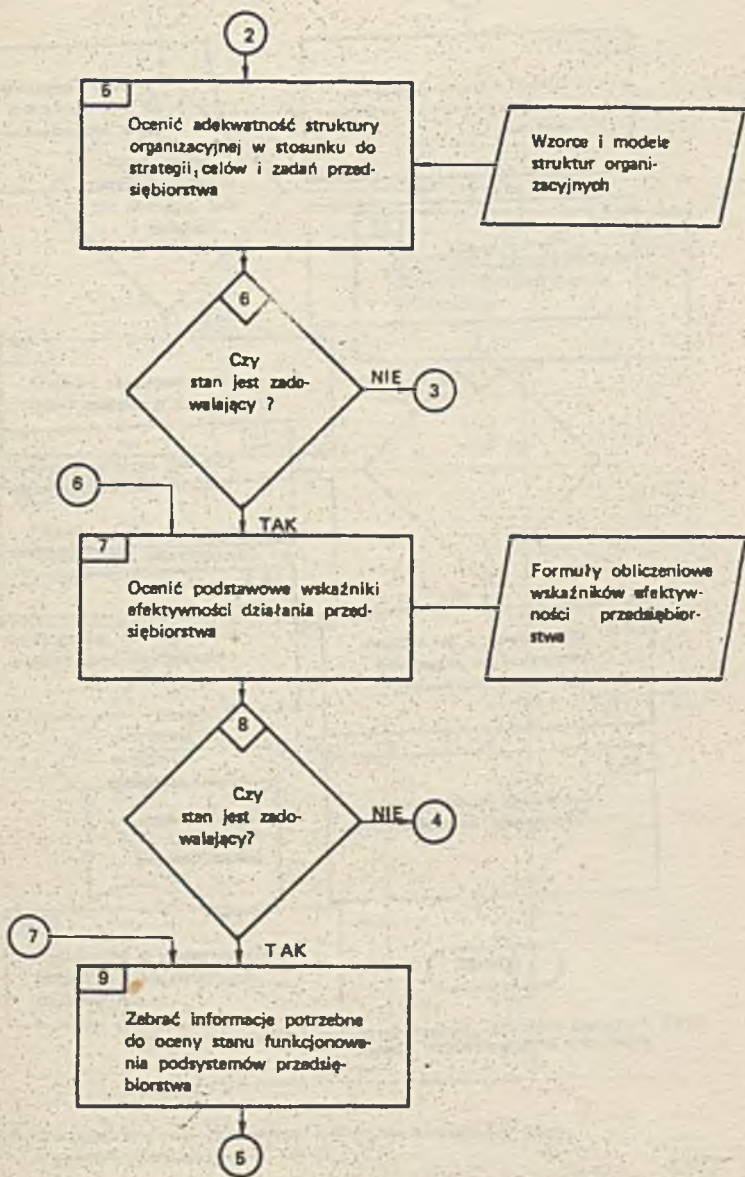 2
5
Ocenić adekwatność struktury
organizacyjnej w stosunku do
strategii, celów i zadań przed-
siębiorstwa
Wzorce i modele
struktur organi-
zacyjnych
6
Czy
stan jest zado-
walający ?
NIE
3
6
TAK
7
Ocenić podstawowe wskaźniki
efektywności działania przed-
siębiorstwa
Formuły obliczeniowe
wskaźników efektyw-
ności przedsiębior-
stwa
8
Czy
stan jest zado-
walający?
NIE
4
7
TAK
9
Zebrać informacje potrzebne
do oceny stanu funkcjonowa-
nia podsystemów przedsię-
biorstwa
5